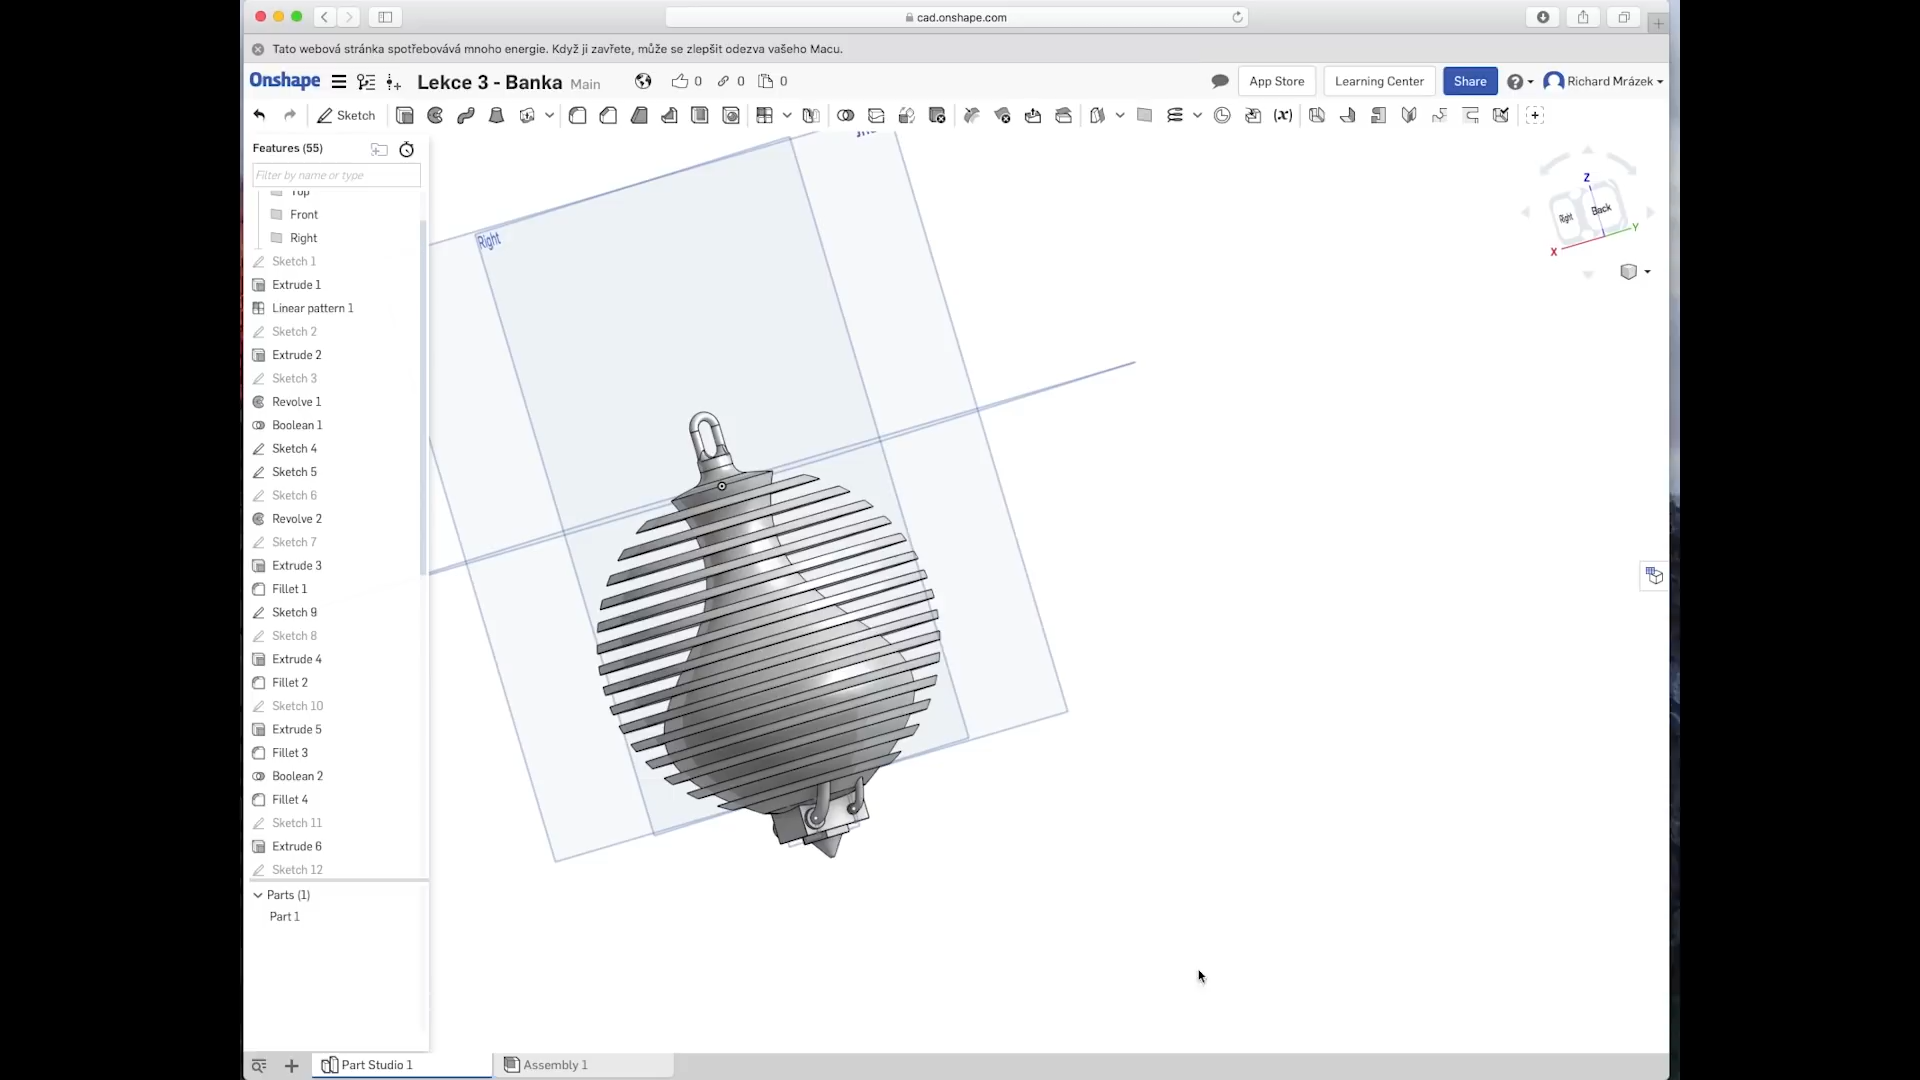 cad.onshape.com
Tato webová stránka spotřebovává mnoho energie. Když ji zavřete, může se zlepšit odezva vašeho Macu.
Onshape Lekce 3 - Banka Main 0 0 0 App Store Learning Center Share Richard Mrázek
Sketch (x)
Features (55)
Filter by name or type
Top
Front
Right
Sketch 1
Extrude 1
Linear pattern 1
Sketch 2
Extrude 2
Sketch 3
Revolve 1
Boolean 1
Sketch 4
Sketch 5
Sketch 6
Revolve 2
Sketch 7
Extrude 3
Fillet 1
Sketch 9
Sketch 8
Extrude 4
Fillet 2
Sketch 10
Extrude 5
Fillet 3
Boolean 2
Fillet 4
Sketch 11
Extrude 6
Sketch 12
Parts (1)
Part 1
Right
Z
Right Back
X Y
Part Studio 1 Assembly 1